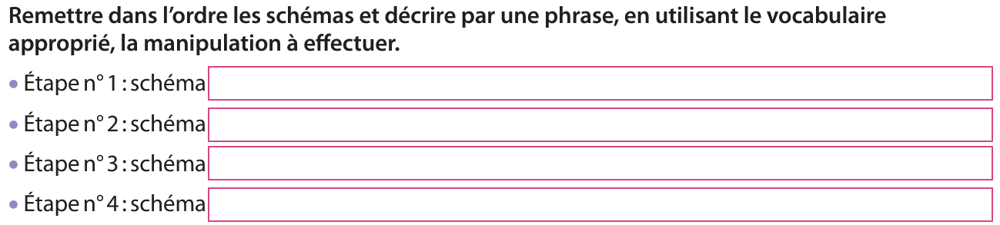 Remettre dans l’ordre les schémas et décrire par une phrase, en utilisant le vocabulaire
approprié, la manipulation à effectuer.
• Étape n° 1 : schéma
• Étape n° 2 : schéma
• Étape n° 3 : schéma
• Étape n° 4 : schéma